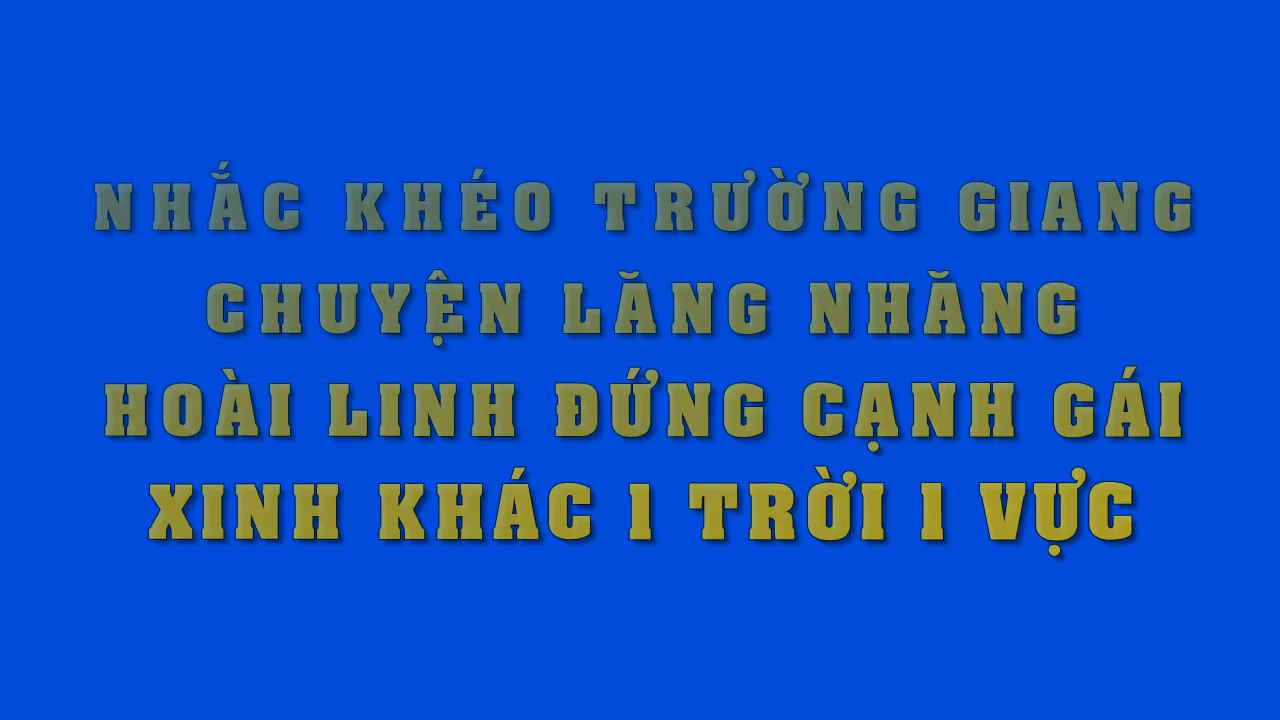 NHẮC KHÉO TRƯỜNG GIANG
CHUYỆN LĂNG NHĂNG
HOÀI LINH ĐỨNG CẠNH GÁI
XINH KHÁC 1 TRỜI 1 VỰC